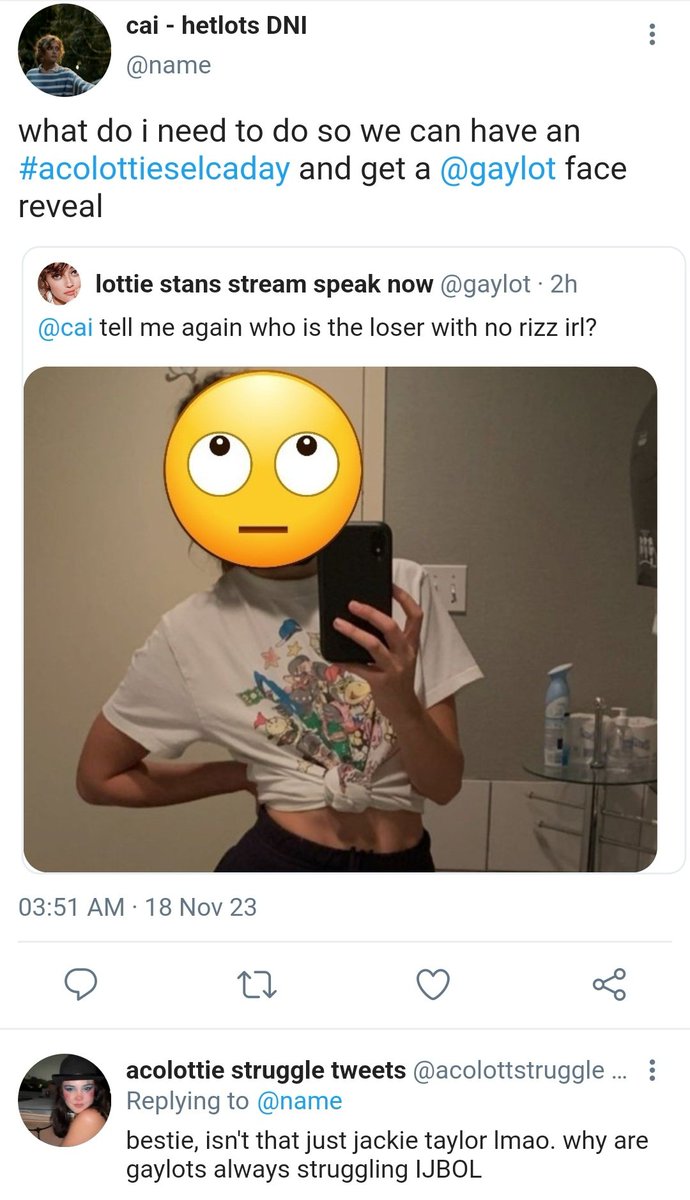 cai - hetlots DNI
@name
what do i need to do so we can have an
#acolottieselcaday and get a @gaylot face
reveal
lottie stans stream speak now @gaylot · 2h
@cai tell me again who is the loser with no rizz irl?
03:51 AM · 18 Nov 23
acolottie struggle tweets @acolottstruggle ...
Replying to @name
bestie, isn't that just jackie taylor lmao. why are
gaylots always struggling IJBOL